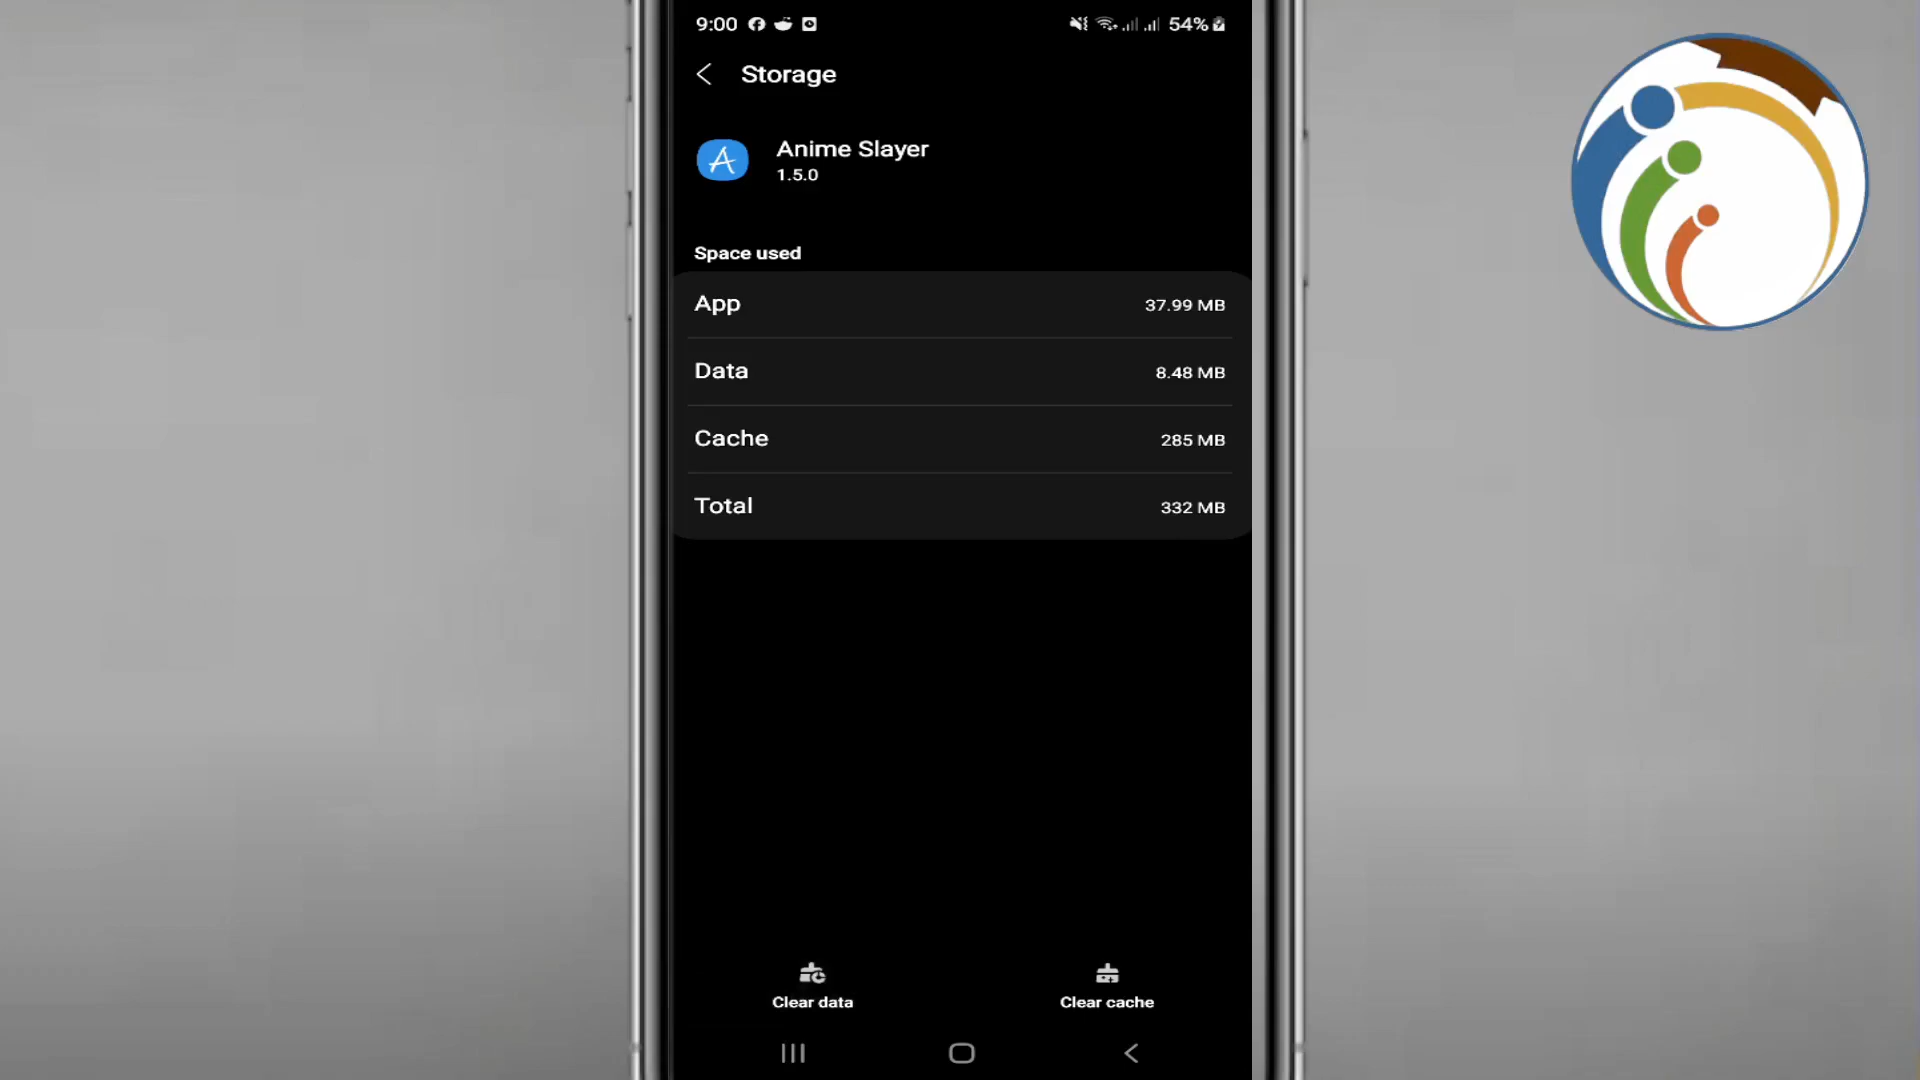 9:00 54%
Storage
Anime Slayer
1.5.0
Space used
App 37.99 MB
Data 8.48 MB
Cache 285 MB
Total 332 MB
Clear data Clear cache